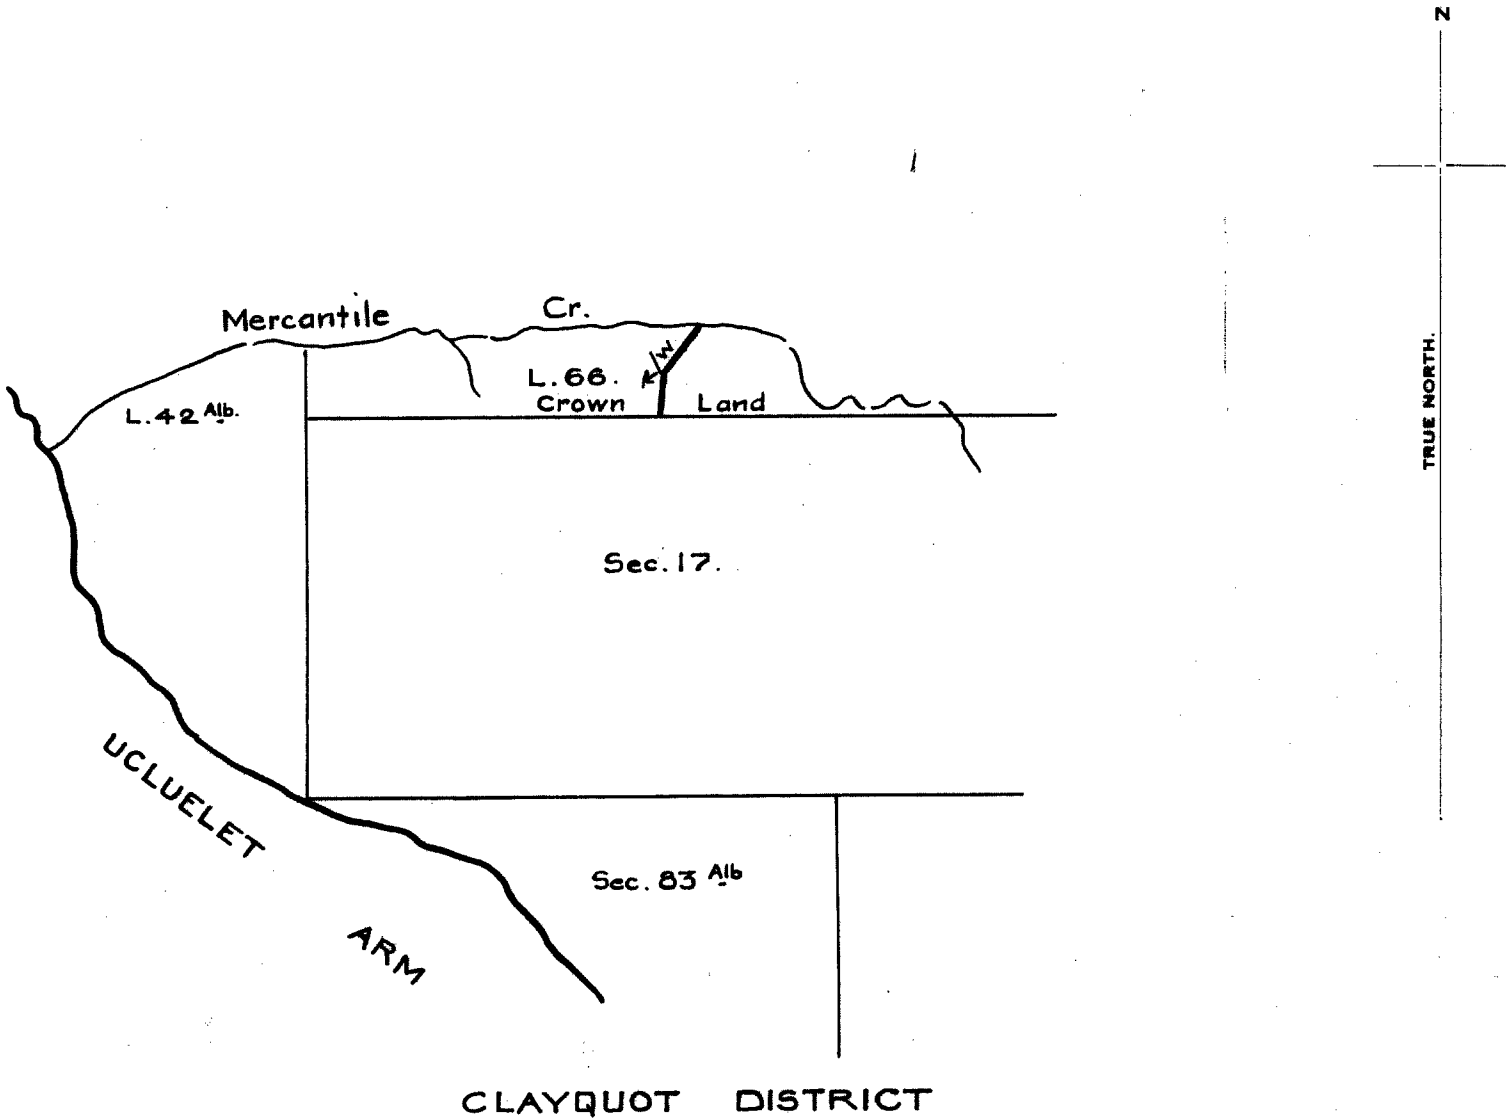 N
TRUE NORTH.
Mercantile Cr.
L.42 Alb.
W
L.66.
Crown Land
Sec. 17.
UCLUELET ARM
Sec. 83 Alb
CLAYQUOT DISTRICT